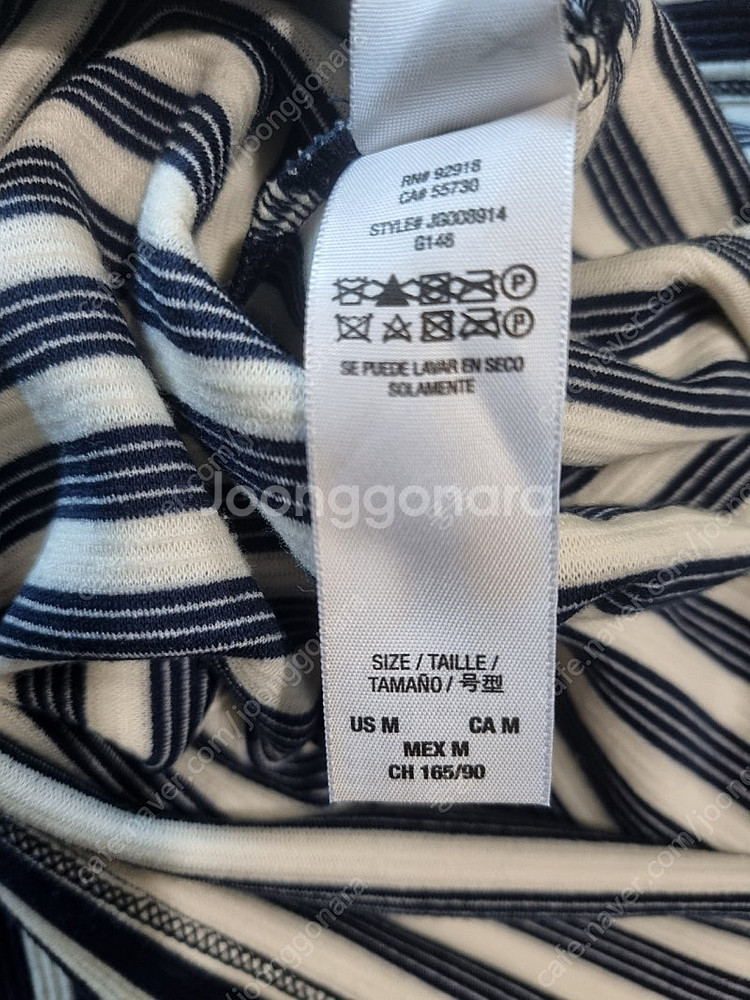 RN# 92918
CA# 55730
STYLE# JG008914
G148
P
P
SE PUEDE LAVAR EN SECO
SOLAMENTE
Joonggonara
SIZE / TAILLE /
TAMAÑO / 号型
US M CA M
MEX M
CH 165/90
cafe.naver.com/joonggonara